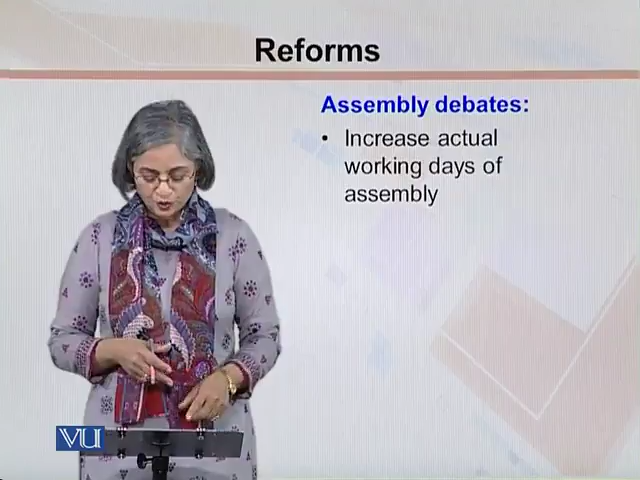 Reforms
Assembly debates:
• Increase actual
working days of
assembly
VU